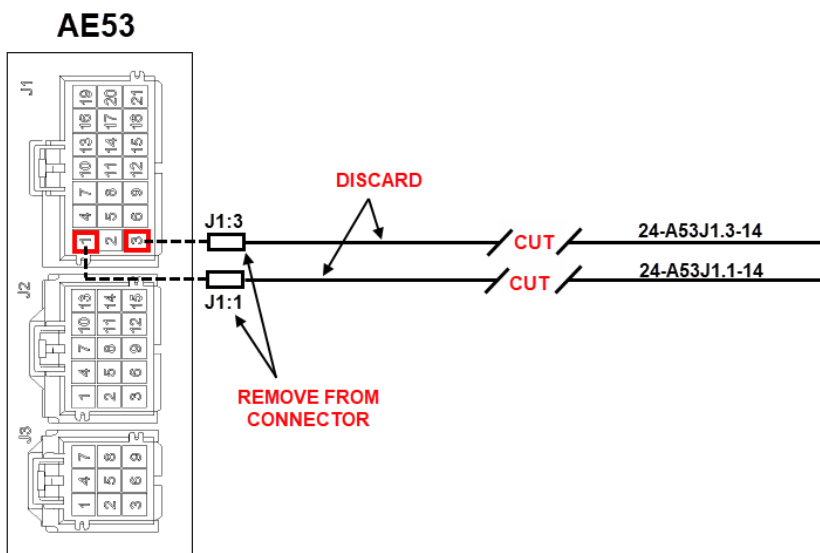 AE53
J1
19 20 21
16 17 18
13 14 15
10 11 12
7 8 9
4 5 6
1 2 3
DISCARD
J1:3
CUT
24-A53J1.3-14
24-A53J1.1-14
CUT
J1:1
J2
13 14 15
10 11 12
7 8 9
4 5 6
1 2 3
REMOVE FROM
CONNECTOR
J3
7 8 9
4 5 6
1 2 3